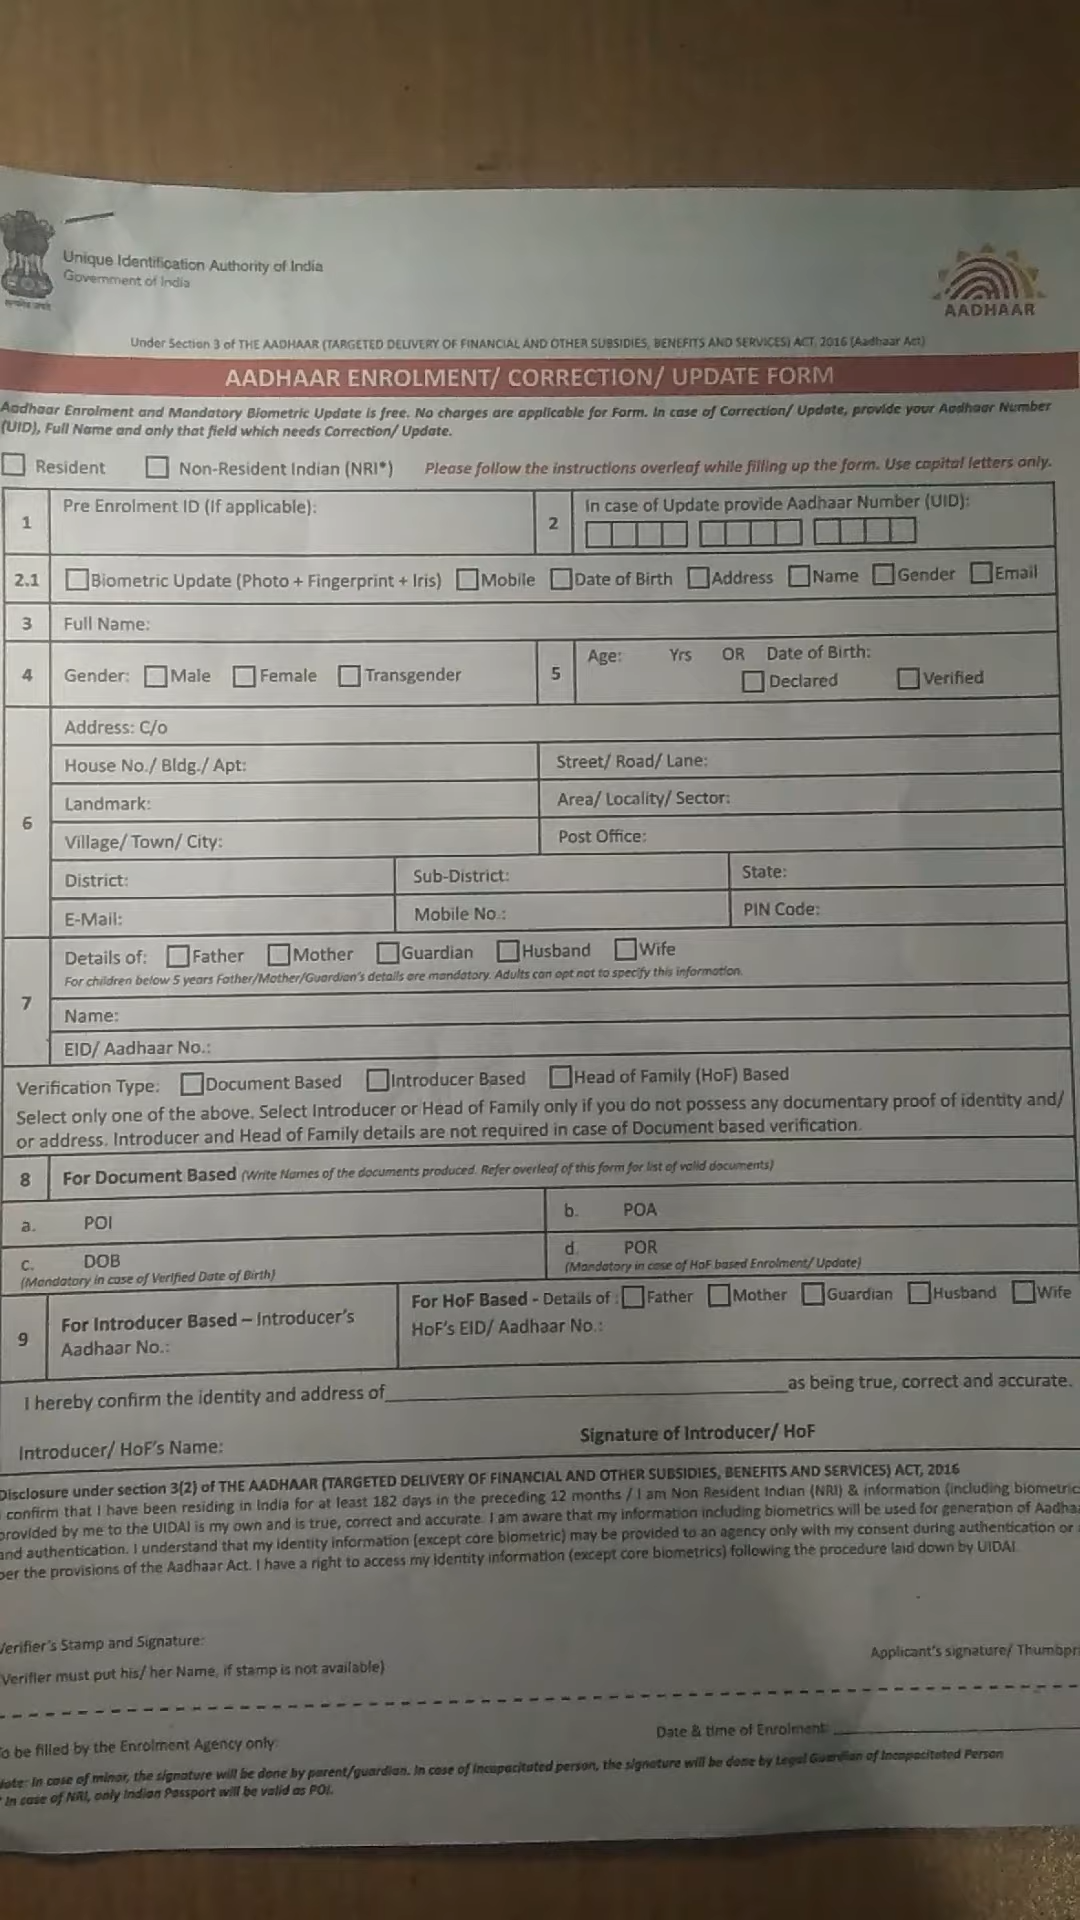 सत्यमेव जयते
Unique Identification Authority of India
Government of India
AADHAAR
Under Section 3 of THE AADHAAR (TARGETED DELIVERY OF FINANCIAL AND OTHER SUBSIDIES, BENEFITS AND SERVICES) ACT, 2016 (Aadhaar Act)
AADHAAR ENROLMENT/ CORRECTION/ UPDATE FORM
Aadhaar Enrolment and Mandatory Biometric Update is free. No charges are applicable for Form. In case of Correction/ Update, provide your Aadhaar Number
(UID), Full Name and only that field which needs Correction/ Update.
Resident Non-Resident Indian (NRI*) Please follow the instructions overleaf while filling up the form. Use capital letters only.
1 Pre Enrolment ID (If applicable): 2 In case of Update provide Aadhaar Number (UID):
2.1 Biometric Update (Photo + Fingerprint + Iris) Mobile Date of Birth Address Name Gender Email
3 Full Name:
4 Gender: Male Female Transgender 5 Age: Yrs OR Date of Birth:
Declared Verified
6 Address: C/o
House No./ Bldg./ Apt: Street/ Road/ Lane:
Landmark: Area/ Locality/ Sector:
Village/ Town/ City: Post Office:
District: Sub-District: State:
E-Mail: Mobile No.: PIN Code:
7 Details of: Father Mother Guardian Husband Wife
For children below 5 years Father/Mother/Guardian's details are mandatory. Adults can opt not to specify this information.
Name:
EID/ Aadhaar No.:
Verification Type: Document Based Introducer Based Head of Family (HoF) Based
Select only one of the above. Select Introducer or Head of Family only if you do not possess any documentary proof of identity and/
or address. Introducer and Head of Family details are not required in case of Document based verification.
8 For Document Based (Write Names of the documents produced. Refer overleaf of this form for list of valid documents)
a. POI b. POA
c. DOB d. POR
(Mandatory in case of Verified Date of Birth) (Mandatory in case of HoF based Enrolment/ Update)
9 For Introducer Based – Introducer's
Aadhaar No.:
For HoF Based - Details of : Father Mother Guardian Husband Wife
HoF's EID/ Aadhaar No.:
I hereby confirm the identity and address of as being true, correct and accurate.
Introducer/ HoF's Name: Signature of Introducer/ HoF
Disclosure under section 3(2) of THE AADHAAR (TARGETED DELIVERY OF FINANCIAL AND OTHER SUBSIDIES, BENEFITS AND SERVICES) ACT, 2016
confirm that I have been residing in India for at least 182 days in the preceding 12 months / I am Non Resident Indian (NRI) & information (including biometric
provided by me to the UIDAI is my own and is true, correct and accurate. I am aware that my information including biometrics will be used for generation of Aadhaa
and authentication. I understand that my identity information (except core biometric) may be provided to an agency only with my consent during authentication or
per the provisions of the Aadhaar Act. I have a right to access my identity information (except core biometrics) following the procedure laid down by UIDAI.
Verifier's Stamp and Signature:
Verifier must put his/ her Name, if stamp is not available) Applicant's signature/ Thumbpr
To be filled by the Enrolment Agency only: Date & time of Enrolment:
Note: In case of minor, the signature will be done by parent/guardian. In case of incapacitated person, the signature will be done by Legal Guardian of Incapacitated Person
* In case of NRI, only Indian Passport will be valid as POI.